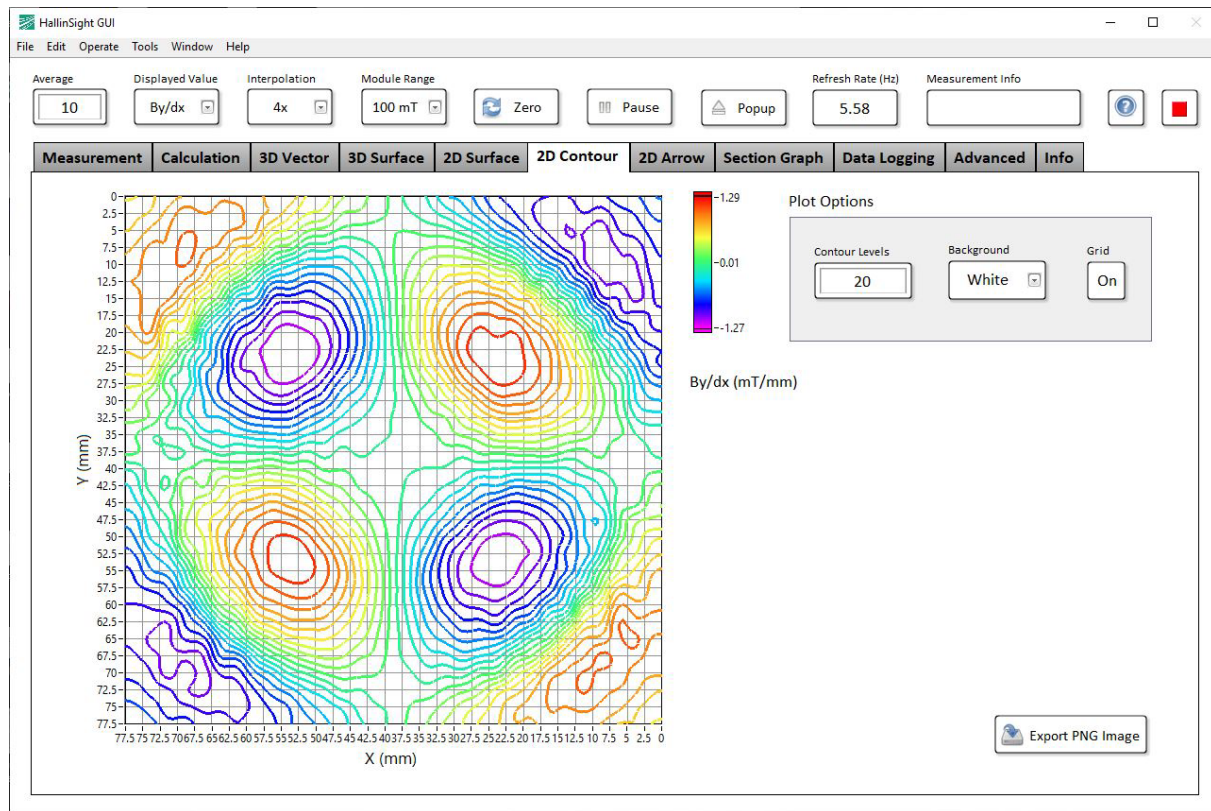 HallinSight GUI
File Edit Operate Tools Window Help
Average Displayed Value Interpolation Module Range Refresh Rate (Hz) Measurement Info
10 By/dx 4x 100 mT Zero Pause Popup 5.58
Measurement Calculation 3D Vector 3D Surface 2D Surface 2D Contour 2D Arrow Section Graph Data Logging Advanced Info
Plot Options
Contour Levels Background Grid
20 White On
1.29
-0.01
-1.27
By/dx (mT/mm)
Y (mm)
0
2.5
5
7.5
10
12.5
15
17.5
20
22.5
25
27.5
30
32.5
35
37.5
40
42.5
45
47.5
50
52.5
55
57.5
60
62.5
65
67.5
70
72.5
75
77.5
77.5 75 72.5 70 67.5 65 62.5 60 57.5 55 52.5 50 47.5 45 42.5 40 37.5 35 32.5 30 27.5 25 22.5 20 17.5 15 12.5 10 7.5 5 2.5 0
X (mm)
Export PNG Image